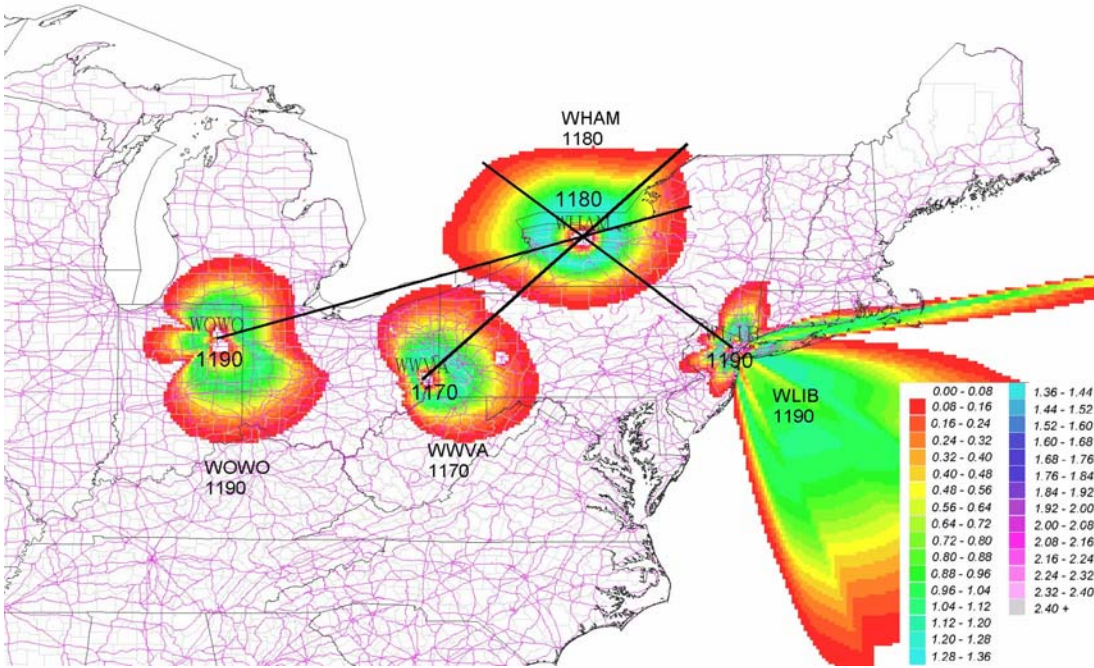 WHAM
1180
1180
WHAM
WOWO
1190
WWVA
1170
1190
WLIB
1190
WOWO
1190
WWVA
1170
0.00 - 0.08
0.08 - 0.16
0.16 - 0.24
0.24 - 0.32
0.32 - 0.40
0.40 - 0.48
0.48 - 0.56
0.56 - 0.64
0.64 - 0.72
0.72 - 0.80
0.80 - 0.88
0.88 - 0.96
0.96 - 1.04
1.04 - 1.12
1.12 - 1.20
1.20 - 1.28
1.28 - 1.36
1.36 - 1.44
1.44 - 1.52
1.52 - 1.60
1.60 - 1.68
1.68 - 1.76
1.76 - 1.84
1.84 - 1.92
1.92 - 2.00
2.00 - 2.08
2.08 - 2.16
2.16 - 2.24
2.24 - 2.32
2.32 - 2.40
2.40 +